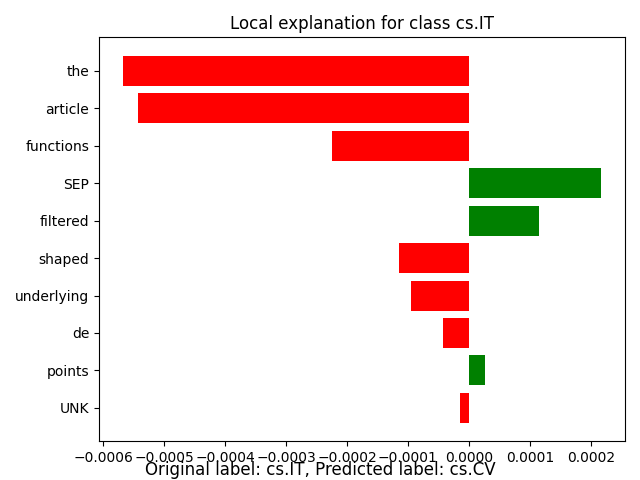 Local explanation for class cs.IT
the
article
functions
SEP
filtered
shaped
underlying
de
points
UNK
−0.0006 −0.0005 −0.0004 −0.0003 −0.0002 −0.0001 0.0000 0.0001 0.0002
Original label: cs.IT, Predicted label: cs.CV